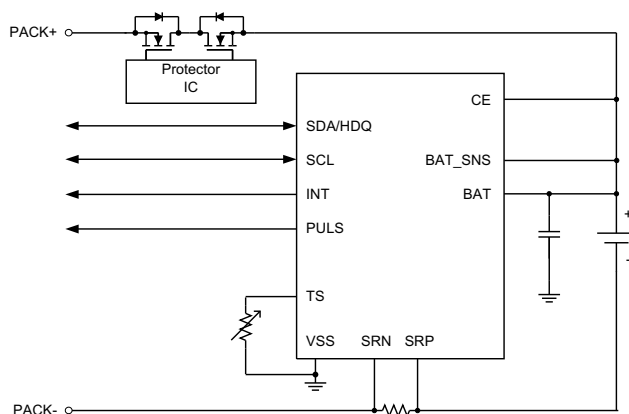 PACK+
Protector
IC
CE
SDA/HDQ
SCL
BAT_SNS
INT
BAT
PULS
+
-
TS
VSS
SRN
SRP
PACK-